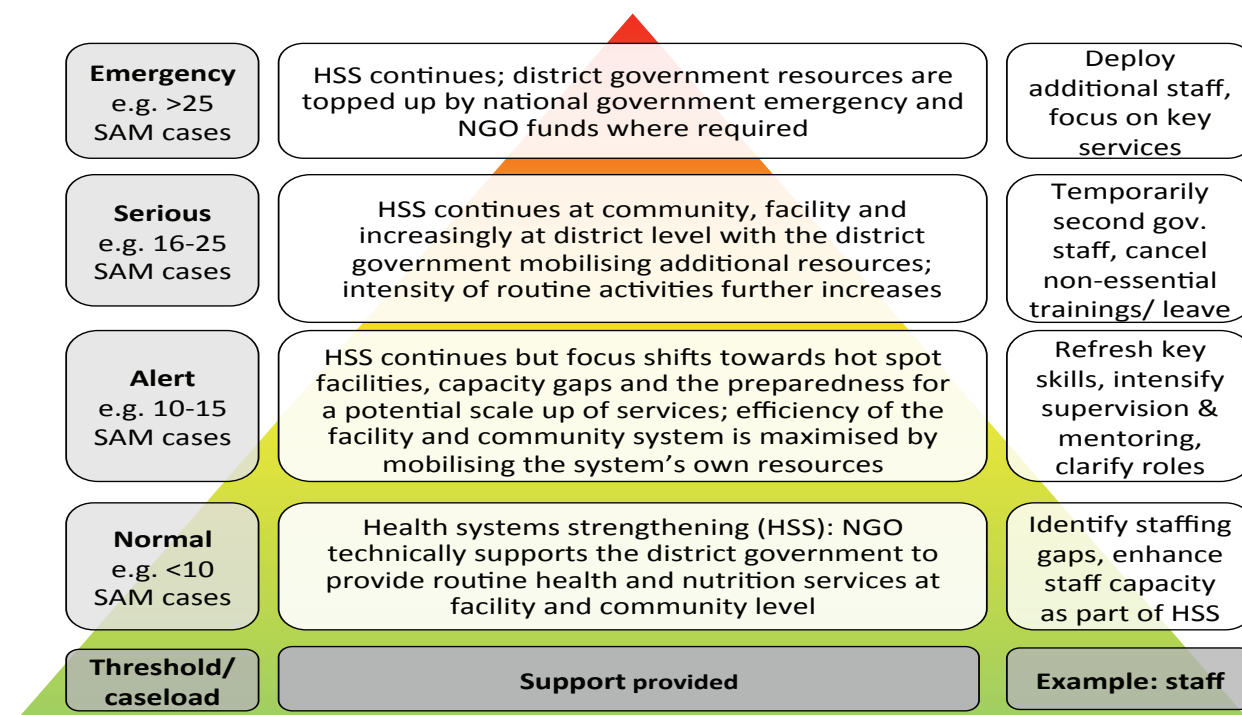 Emergency
e.g. >25
SAM cases
HSS continues; district government resources are
topped up by national government emergency and
NGO funds where required
Deploy
additional staff,
focus on key
services
Serious
e.g. 16-25
SAM cases
HSS continues at community, facility and
increasingly at district level with the district
government mobilising additional resources;
intensity of routine activities further increases
Temporarily
second gov.
staff, cancel
non-essential
trainings/ leave
Alert
e.g. 10-15
SAM cases
HSS continues but focus shifts towards hot spot
facilities, capacity gaps and the preparedness for
a potential scale up of services; efficiency of the
facility and community system is maximised by
mobilising the system’s own resources
Refresh key
skills, intensify
supervision &
mentoring,
clarify roles
Normal
e.g. <10
SAM cases
Health systems strengthening (HSS): NGO
technically supports the district government to
provide routine health and nutrition services at
facility and community level
Identify staffing
gaps, enhance
staff capacity
as part of HSS
Threshold/
caseload
Support provided
Example: staff